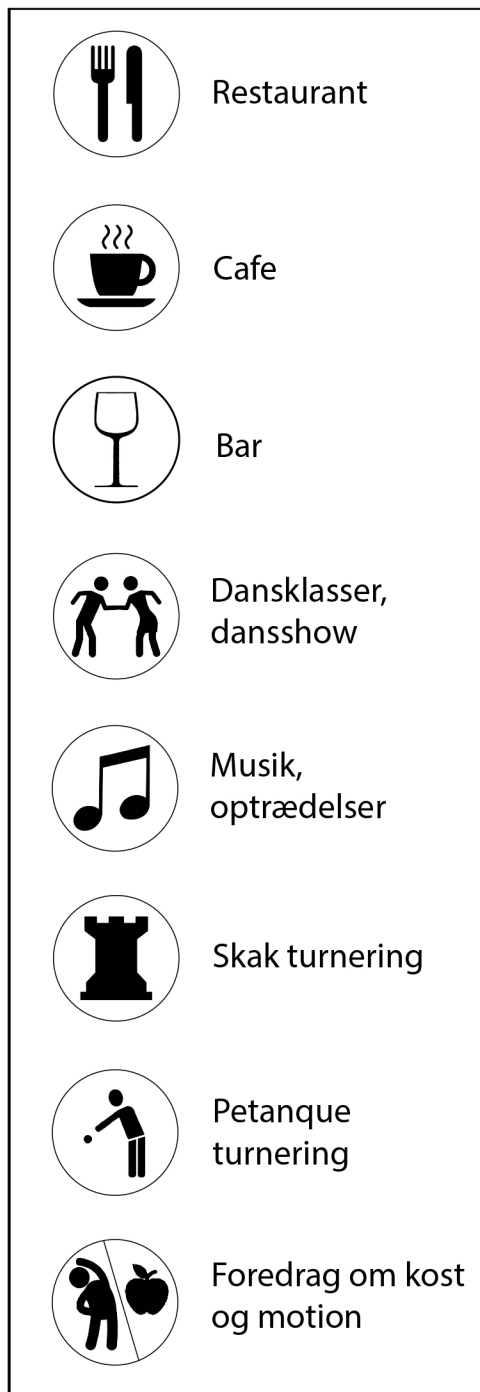 Restaurant
Cafe
Bar
Dansklasser,
dansshow
Musik,
optrædelser
Skak turnering
Petanque
turnering
Foredrag om kost
og motion